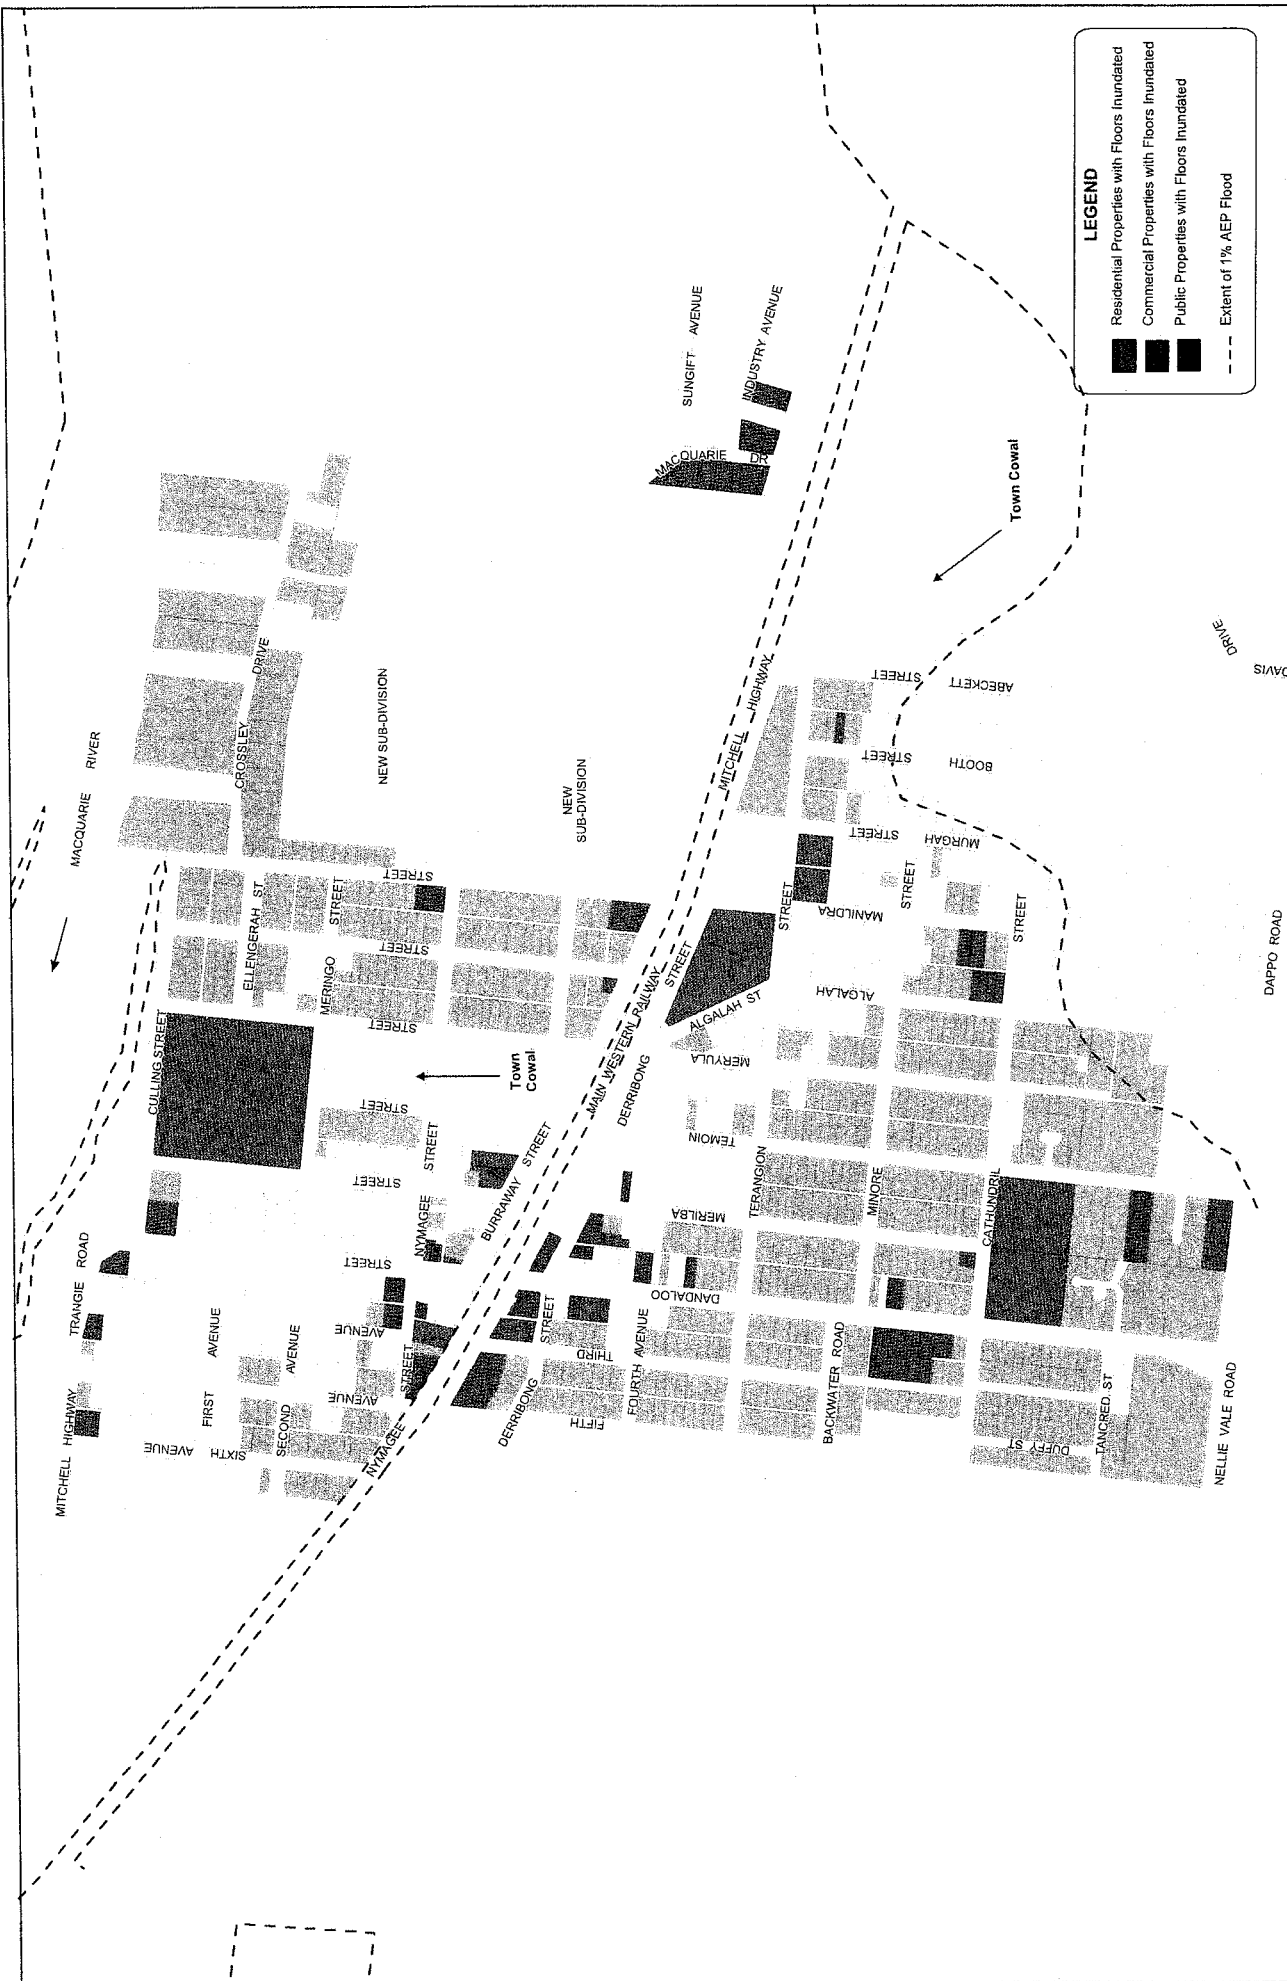 LEGEND
Residential Properties with Floors Inundated
Commercial Properties with Floors Inundated
Public Properties with Floors Inundated
Extent of 1% AEP Flood
MACQUARIE RIVER
MITCHELL HIGHWAY
TRANGIE ROAD
CULLING STREET
CROSSLEY DRIVE
NEW SUB-DIVISION
NEW
SUB-DIVISION
SUNGIFT AVENUE
INDUSTRY AVENUE
MACQUARIE DR
MITCHELL HIGHWAY
Town Cowal
ELLENGERAH ST
MERINGO STREET
STREET
STREET
STREET
STREET
STREET
STREET
Town
Cowal
NYMAGEE STREET
BURRAWAY STREET
MAIN WESTERN RAILWAY
FIRST AVENUE
SECOND AVENUE
SIXTH AVENUE
AVENUE
AVENUE
NYMAGEE STREET
DERRIBONG STREET
DERRIBONG STREET
ALGALAH ST
MERYULA
TEMOIN
MERILBA
DANDALOO
THIRD
FIFTH
FOURTH AVENUE
TERANGION STREET
BACKWATER ROAD
MINORE STREET
CATHUNDRIL STREET
ALGALAH
MANILDRA
MURGAH STREET
BOOTH STREET
ABECKETT STREET
DUFFY ST
TANCRED. ST
NELLIE VALE ROAD
DAPPO ROAD
DAVIS DRIVE